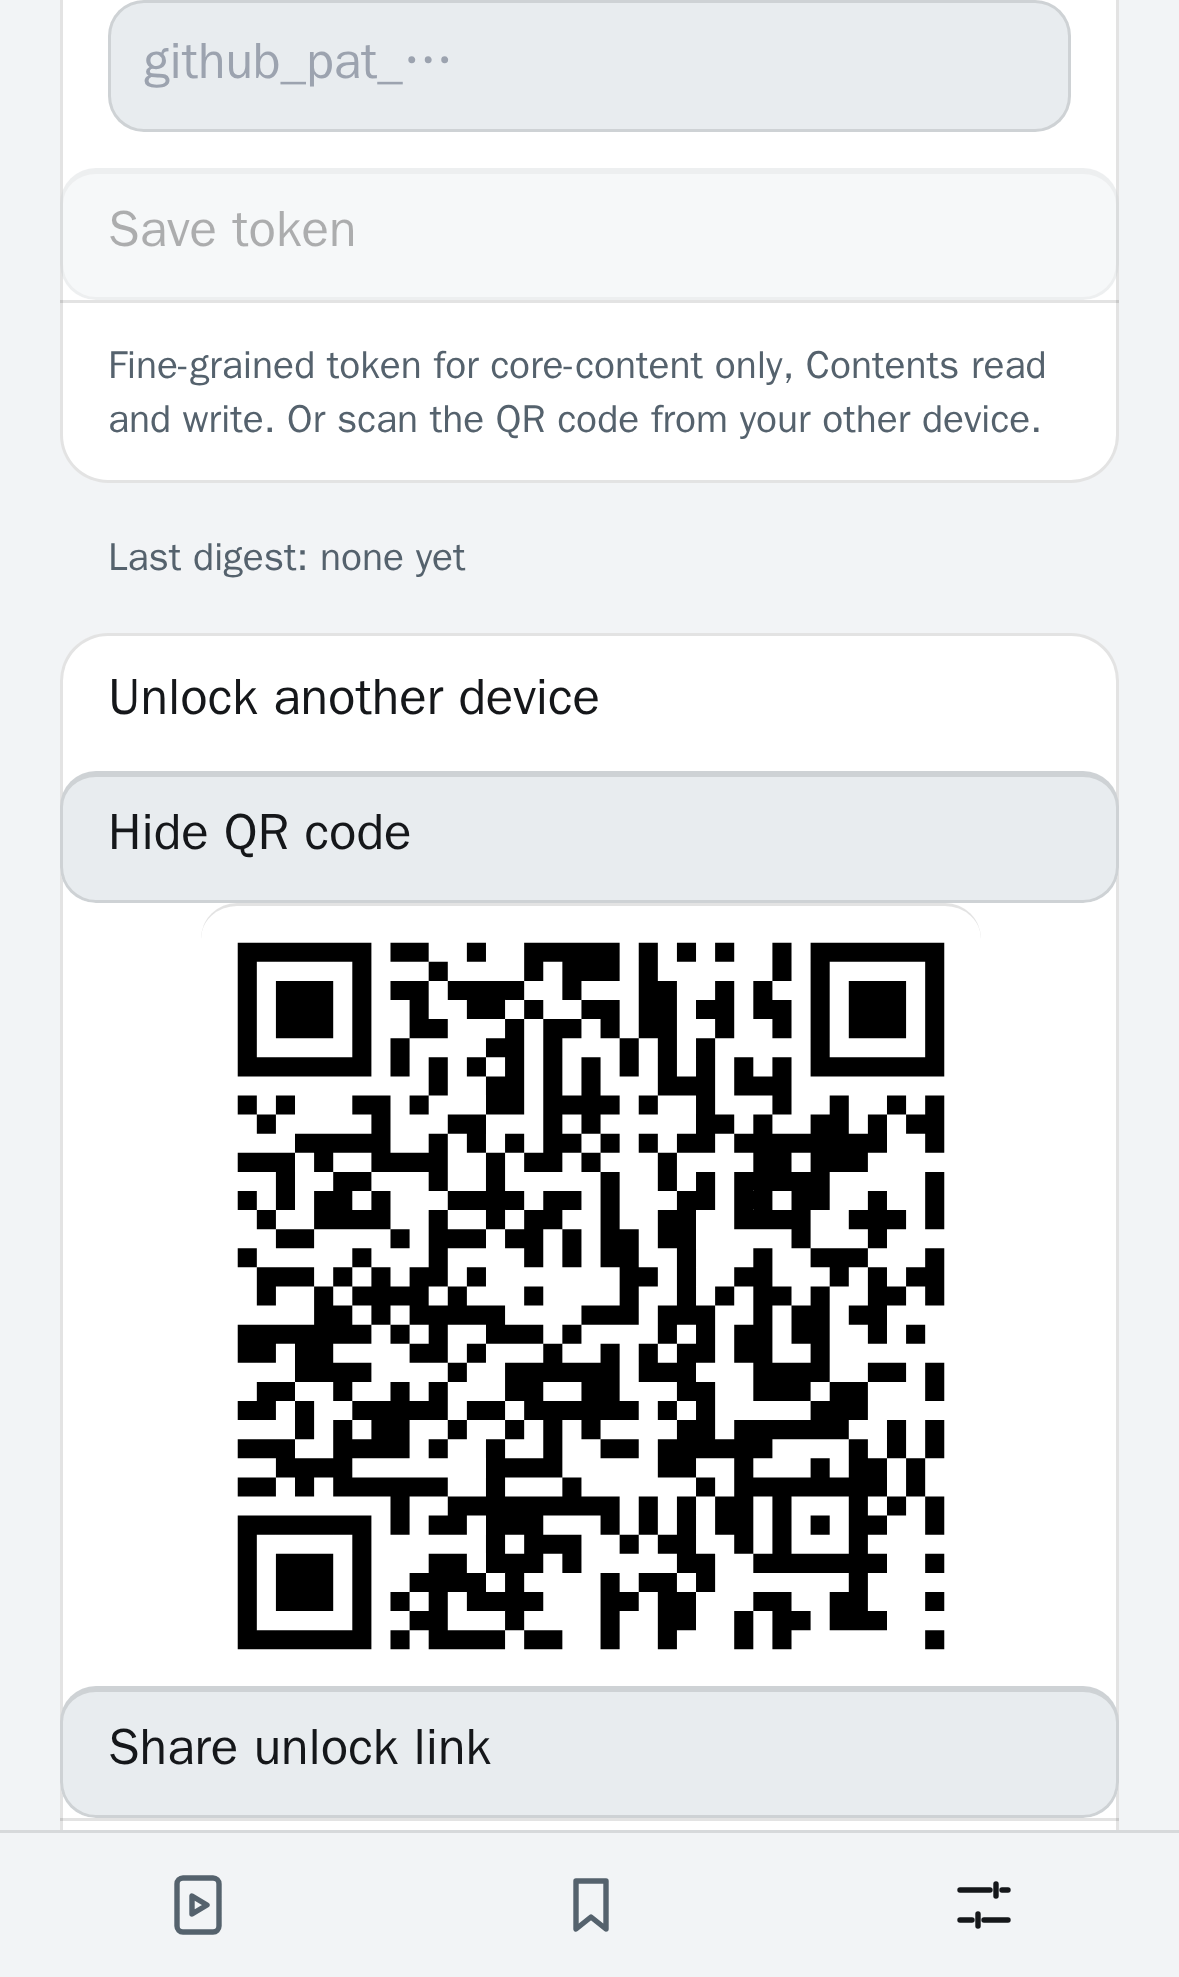 github_pat_···
Save token
Fine-grained token for core-content only, Contents read
and write. Or scan the QR code from your other device.
Last digest: none yet
Unlock another device
Hide QR code
Share unlock link